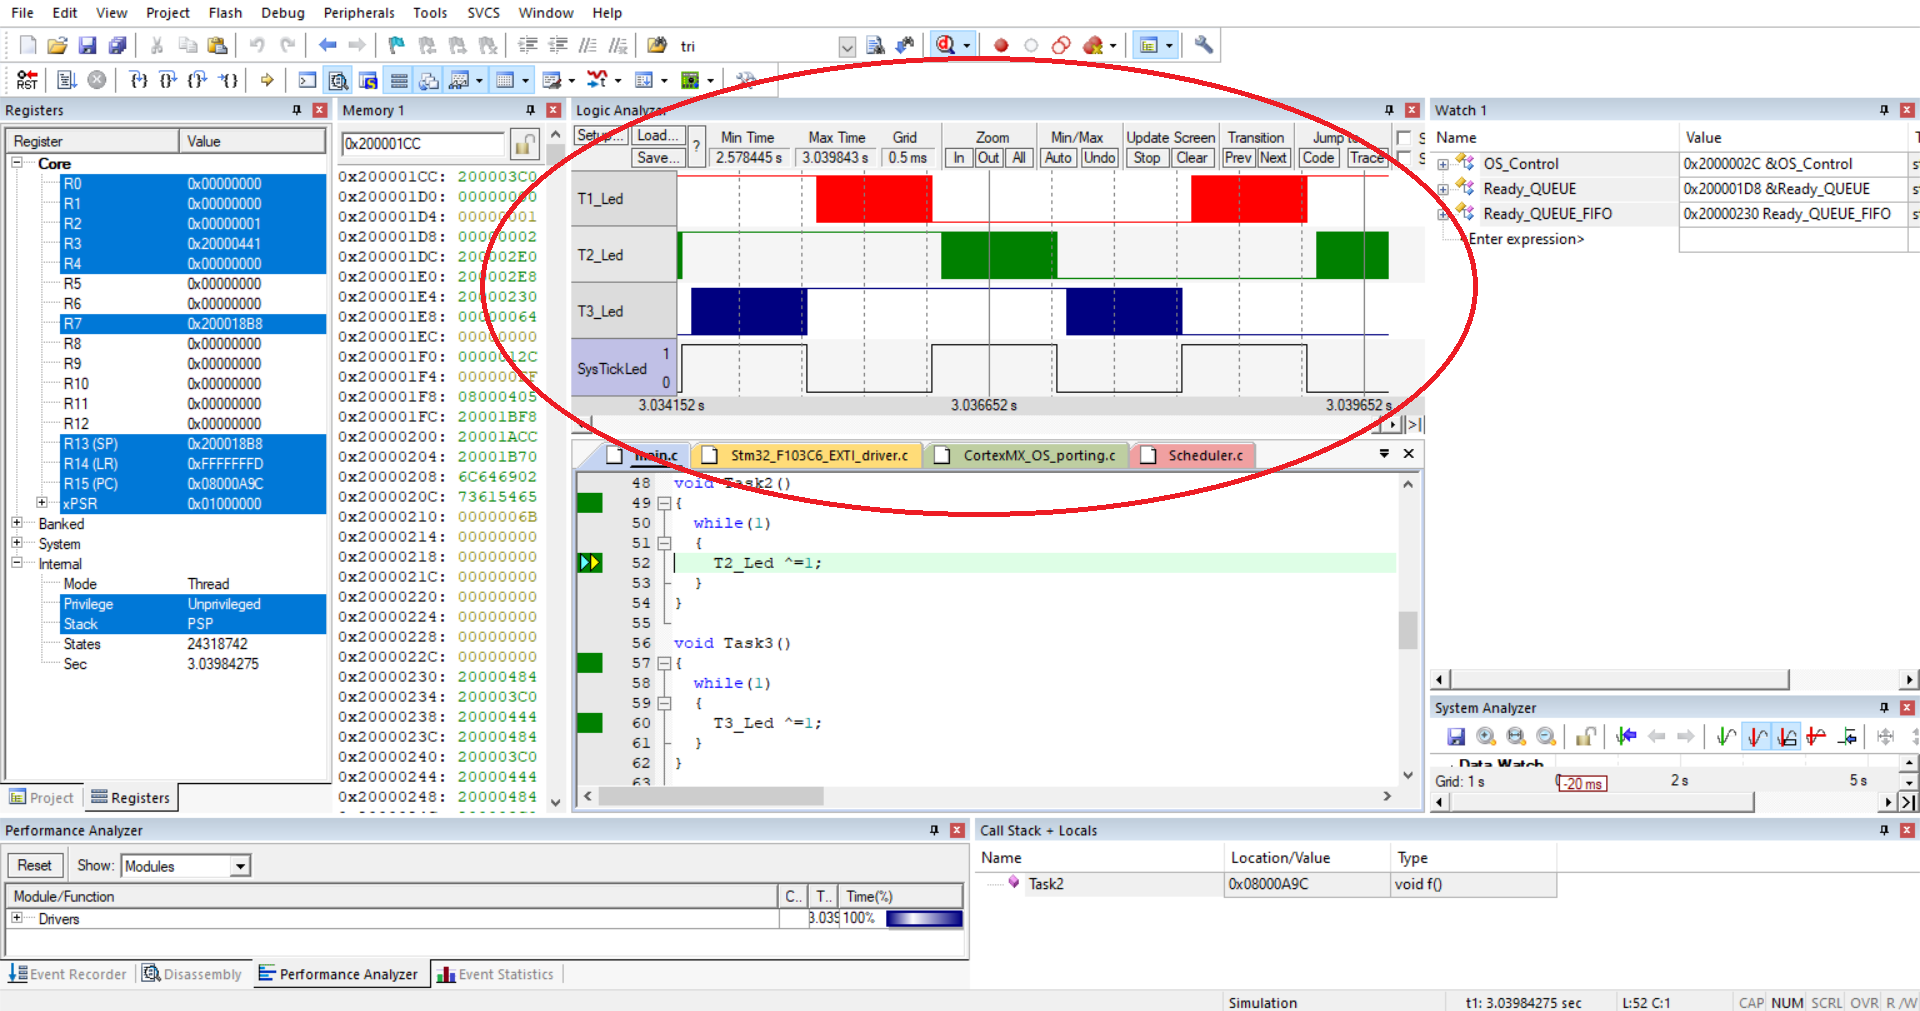 File Edit View Project Flash Debug Peripherals Tools SVCS Window Help
tri
RST
Registers
Register Value
Core
R0 0x00000000
R1 0x00000000
R2 0x00000001
R3 0x20000441
R4 0x00000000
R5 0x00000000
R6 0x00000000
R7 0x200018B8
R8 0x00000000
R9 0x00000000
R10 0x00000000
R11 0x00000000
R12 0x00000000
R13 (SP) 0x200018B8
R14 (LR) 0xFFFFFFFD
R15 (PC) 0x08000A9C
xPSR 0x01000000
Banked
System
Internal
Mode Thread
Privilege Unprivileged
Stack PSP
States 24318742
Sec 3.03984275
Project Registers
Memory 1
0x200001CC
0x200001CC: 200003C0
0x200001D0: 00000000
0x200001D4: 00000001
0x200001D8: 00000002
0x200001DC: 200002E0
0x200001E0: 200002E8
0x200001E4: 20000230
0x200001E8: 00000064
0x200001EC: 00000000
0x200001F0: 0000012C
0x200001F4: 000000EF
0x200001F8: 08000405
0x200001FC: 20001BF8
0x20000200: 20001ACC
0x20000204: 20001B70
0x20000208: 6C646902
0x2000020C: 73615465
0x20000210: 0000006B
0x20000214: 00000000
0x20000218: 00000000
0x2000021C: 00000000
0x20000220: 00000000
0x20000224: 00000000
0x20000228: 00000000
0x2000022C: 00000000
0x20000230: 20000484
0x20000234: 200003C0
0x20000238: 20000444
0x2000023C: 20000484
0x20000240: 200003C0
0x20000244: 20000444
0x20000248: 20000484
Logic Analyzer
Setup... Load... ? Min Time Max Time Grid Zoom Min/Max Update Screen Transition Jump to
Save... 2.578445 s 3.039843 s 0.5 ms In Out All Auto Undo Stop Clear Prev Next Code Trace
T1_Led
T2_Led
T3_Led
SysTickLed 1
0
3.034152 s 3.036652 s 3.039652 s
main.c Stm32_F103C6_EXTI_driver.c CortexMX_OS_porting.c Scheduler.c
48 void Task2()
49 {
50 while(1)
51 {
52 T2_Led ^=1;
53 }
54 }
55
56 void Task3()
57 {
58 while(1)
59 {
60 T3_Led ^=1;
61 }
62 }
63
Watch 1
Name Value
OS_Control 0x2000002C &OS_Control
Ready_QUEUE 0x200001D8 &Ready_QUEUE
Ready_QUEUE_FIFO 0x20000230 Ready_QUEUE_FIFO
Enter expression>
System Analyzer
Data Watch
Grid: 1 s -20 ms 2 s 5 s
Performance Analyzer
Reset Show: Modules
Module/Function C.. T.. Time(%)
Drivers 3.039 100%
Event Recorder Disassembly Performance Analyzer Event Statistics
Call Stack + Locals
Name Location/Value Type
Task2 0x08000A9C void f()
Simulation t1: 3.03984275 sec L:52 C:1 CAP NUM SCRL OVR R/W